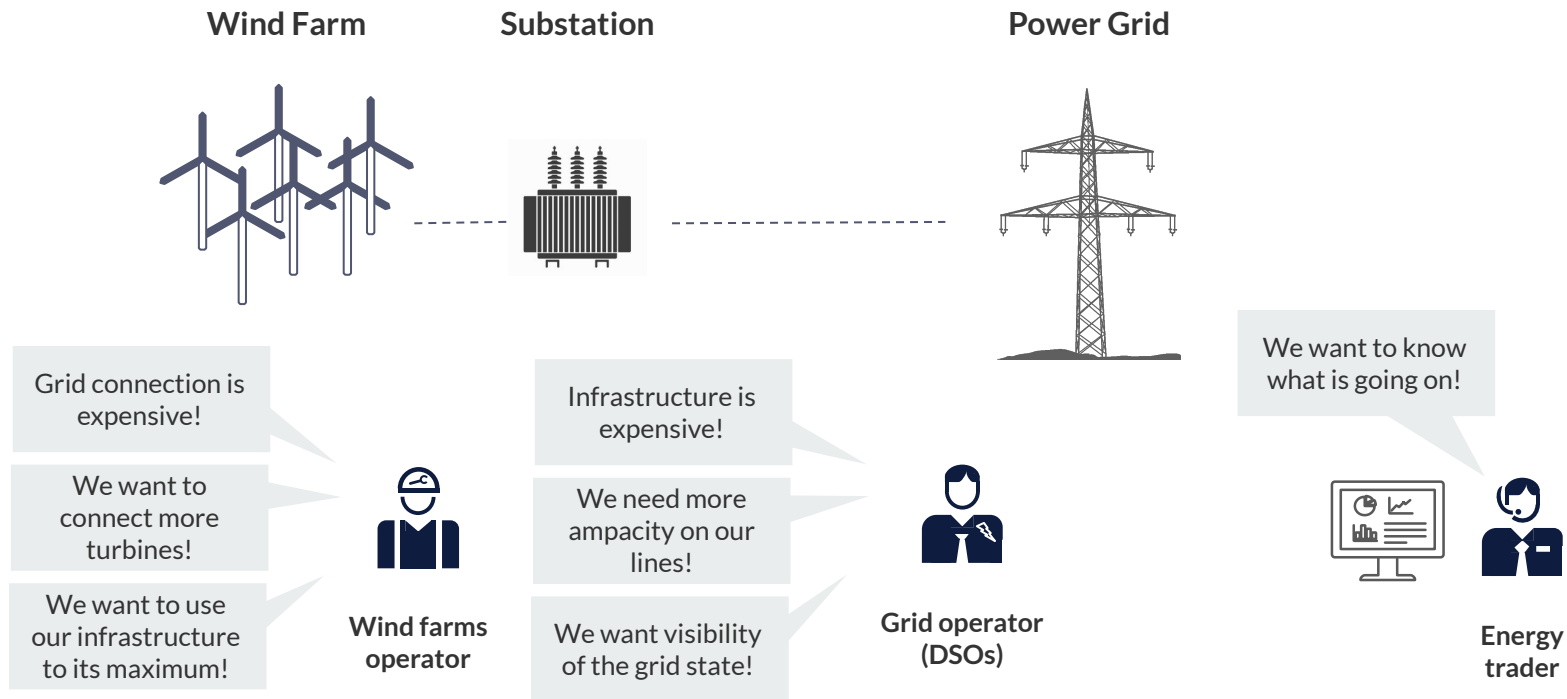 Wind Farm
Substation
Power Grid
Grid connection is
expensive!
We want to
connect more
turbines!
We want to use
our infrastructure
to its maximum!
Wind farms
operator
Infrastructure is
expensive!
We need more
ampacity on our
lines!
We want visibility
of the grid state!
Grid operator
(DSOs)
We want to know
what is going on!
Energy
trader